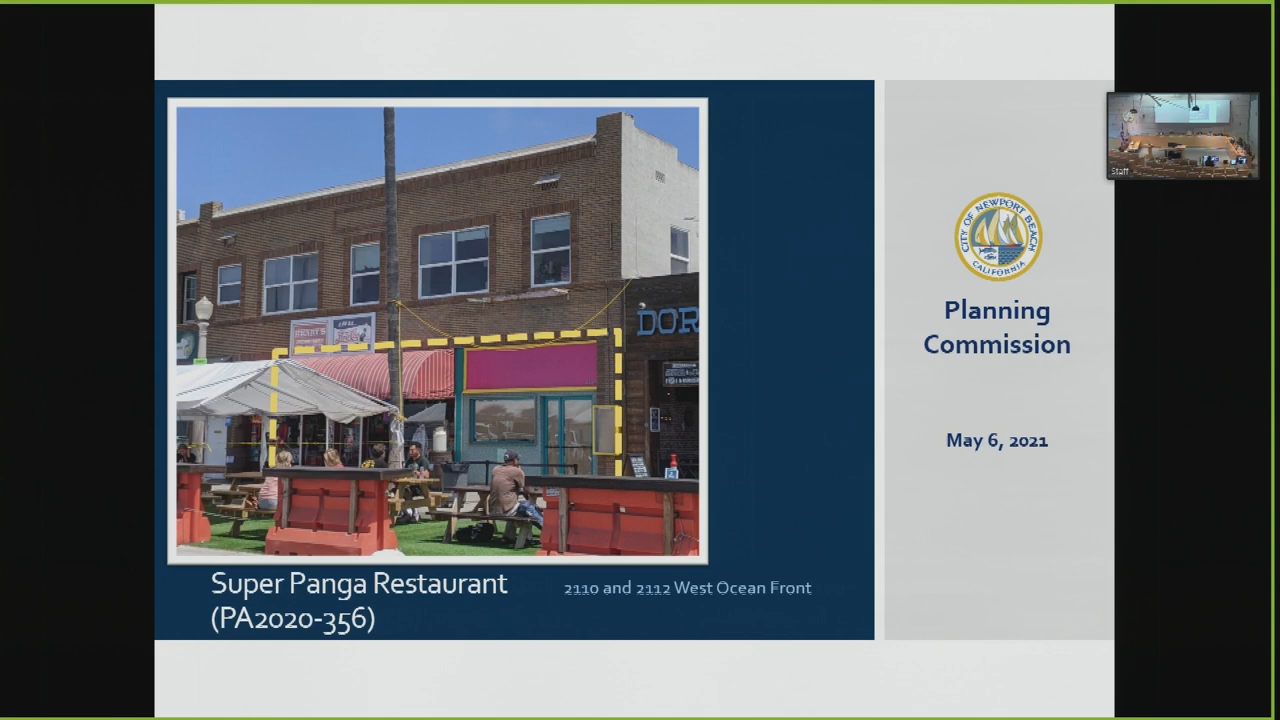 Staff
CITY OF NEWPORT BEACH
CALIFORNIA
Planning
Commission
May 6, 2021
DOR
Super Panga Restaurant
(PA2020-356)
2110 and 2112 West Ocean Front